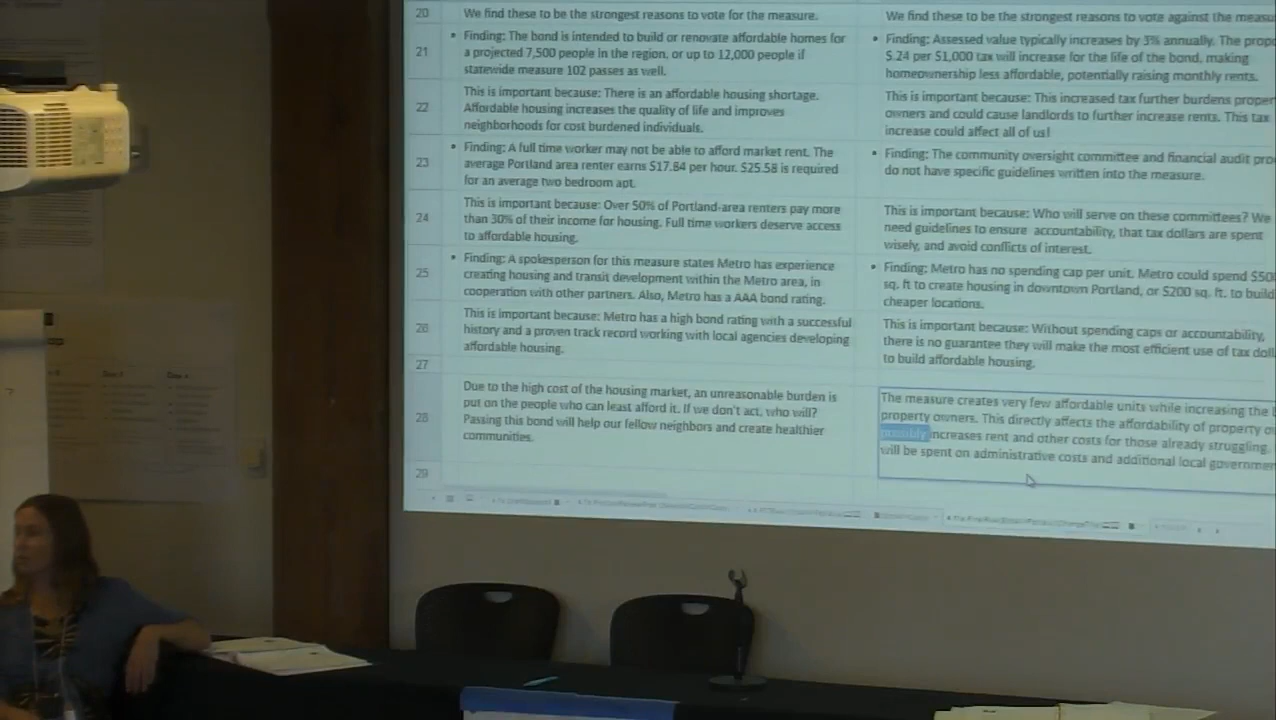 20
We find these to be the strongest reasons to vote for the measure.
21
• Finding: The bond is intended to build or renovate affordable homes for
a projected 7,500 people in the region, or up to 12,000 people if
statewide measure 102 passes as well.
22
This is important because: There is an affordable housing shortage.
Affordable housing increases the quality of life and improves
neighborhoods for cost burdened individuals.
23
• Finding: A full time worker may not be able to afford market rent. The
average Portland area renter earns $17.84 per hour. $25.58 is required
for an average two bedroom apt.
24
This is important because: Over 50% of Portland-area renters pay more
than 30% of their income for housing. Full time workers deserve access
to affordable housing.
25
• Finding: A spokesperson for this measure states Metro has experience
creating housing and transit development within the Metro area, in
cooperation with other partners. Also, Metro has a AAA bond rating.
26
This is important because: Metro has a high bond rating with a successful
history and a proven track record working with local agencies developing
affordable housing.
27
28
Due to the high cost of the housing market, an unreasonable burden is
put on the people who can least afford it. If we don't act, who will?
Passing this bond will help our fellow neighbors and create healthier
communities.
29
We find these to be the strongest reasons to vote against the measu
• Finding: Assessed value typically increases by 3% annually. The propo
$.24 per $1,000 tax will increase for the life of the bond, making
homeownership less affordable, potentially raising monthly rents.
This is important because: This increased tax further burdens proper
owners and could cause landlords to further increase rents. This tax
increase could affect all of us!
• Finding: The community oversight committee and financial audit pro
do not have specific guidelines written into the measure.
This is important because: Who will serve on these committees? We
need guidelines to ensure accountability, that tax dollars are spent
wisely, and avoid conflicts of interest.
• Finding: Metro has no spending cap per unit. Metro could spend $50
sq. ft to create housing in downtown Portland, or $200 sq. ft. to build
cheaper locations.
This is important because: Without spending caps or accountability,
there is no guarantee they will make the most efficient use of tax doll
to build affordable housing.
The measure creates very few affordable units while increasing the
property owners. This directly affects the affordability of property o
possibly increases rent and other costs for those already struggling.
will be spent on administrative costs and additional local governmen